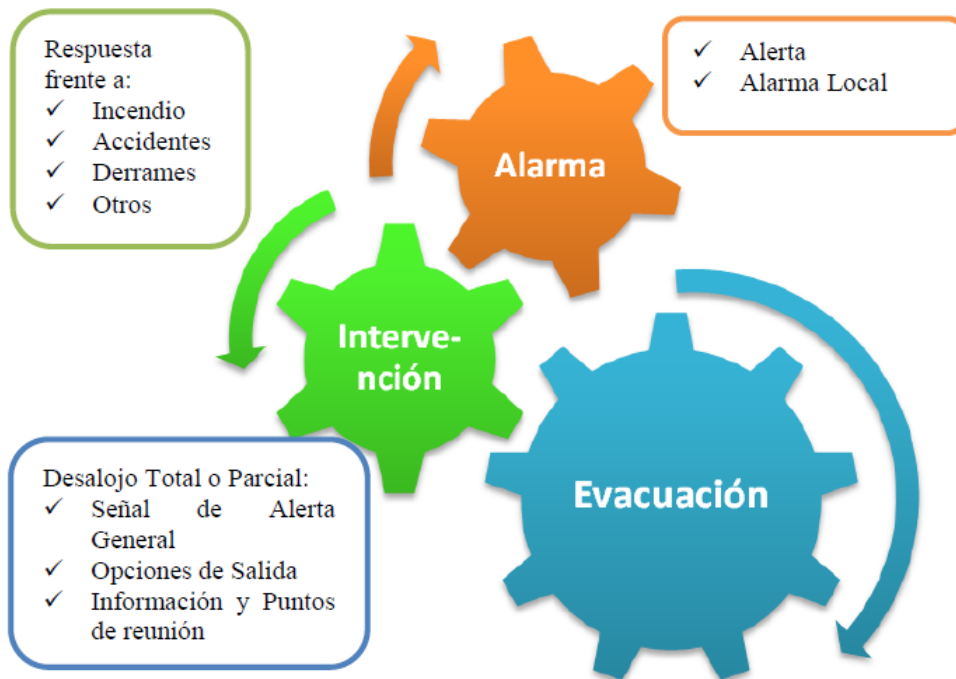 Respuesta
frente a:
✓ Incendio
✓ Accidentes
✓ Derrames
✓ Otros
✓ Alerta
✓ Alarma Local
Alarma
Interve-
nción
Evacuación
Desalojo Total o Parcial:
✓ Señal de Alerta
General
✓ Opciones de Salida
✓ Información y Puntos
de reunión